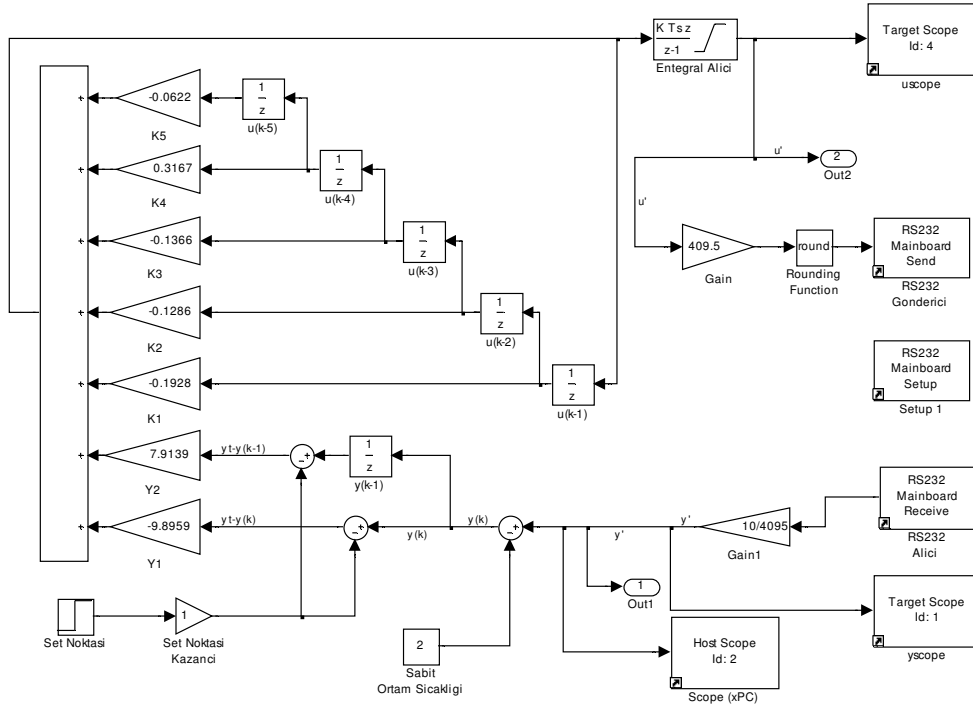 K Ts z
z-1
Entegral Alici
Target Scope
Id: 4
uscope
-0.0622
K5
1
z
u(k-5)
0.3167
K4
1
z
u(k-4)
u'
2
Out2
u'
-0.1366
K3
1
z
u(k-3)
409.5
Gain
round
Rounding
Function
RS232
Mainboard
Send
RS232
Gonderici
-0.1286
K2
1
z
u(k-2)
RS232
Mainboard
Setup
Setup 1
-0.1928
K1
1
z
u(k-1)
7.9139
Y2
yt-y(k-1)
1
z
y(k-1)
RS232
Mainboard
Receive
RS232
Alici
-9.8959
Y1
yt-y(k)
y(k)
y(k)
y'
y'
10/4095
Gain1
Set Noktasi
1
Set Noktasi
Kazanci
2
Sabit
Ortam Sicakligi
1
Out1
Host Scope
Id: 2
Scope (xPC)
Target Scope
Id: 1
yscope